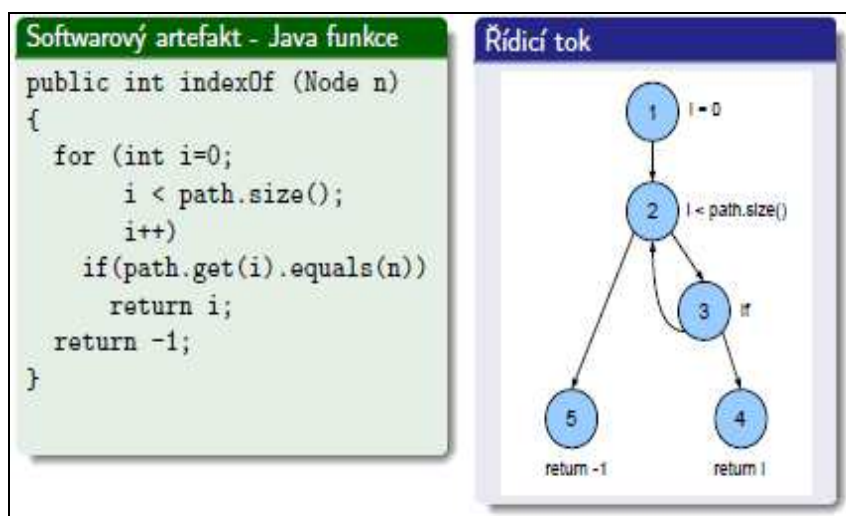 Softwarový artefakt - Java funkce
public int indexOf (Node n)
{
for (int i=0;
i < path.size();
i++)
if(path.get(i).equals(n))
return i;
return -1;
}
Řídicí tok
1 I = 0
2 I < path.size()
3 If
5 4
return -1 return I